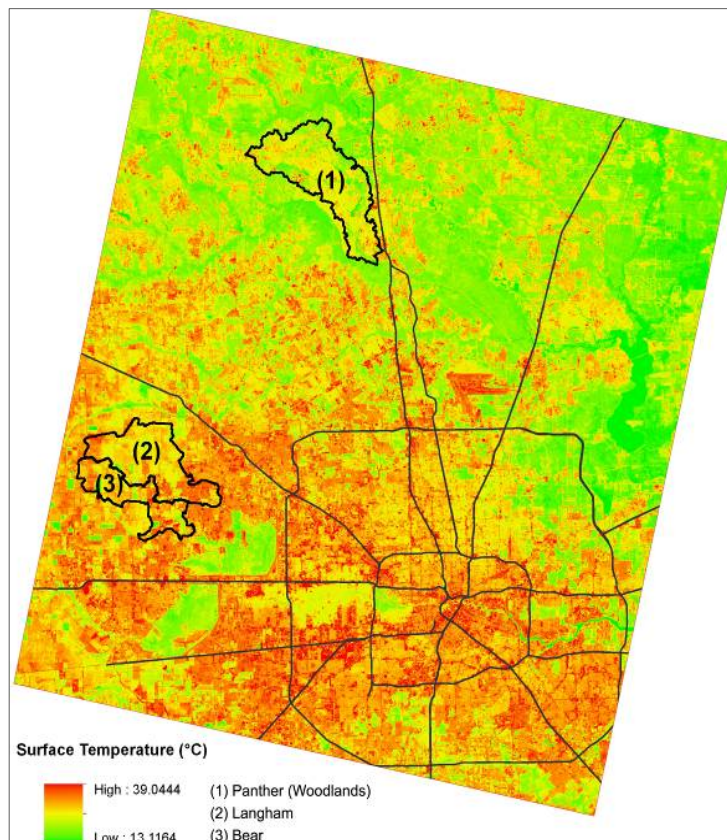 (1)
(2)
(3)
Surface Temperature (°C)
High : 39.0444
Low : 13.1164
(1) Panther (Woodlands)
(2) Langham
(3) Bear